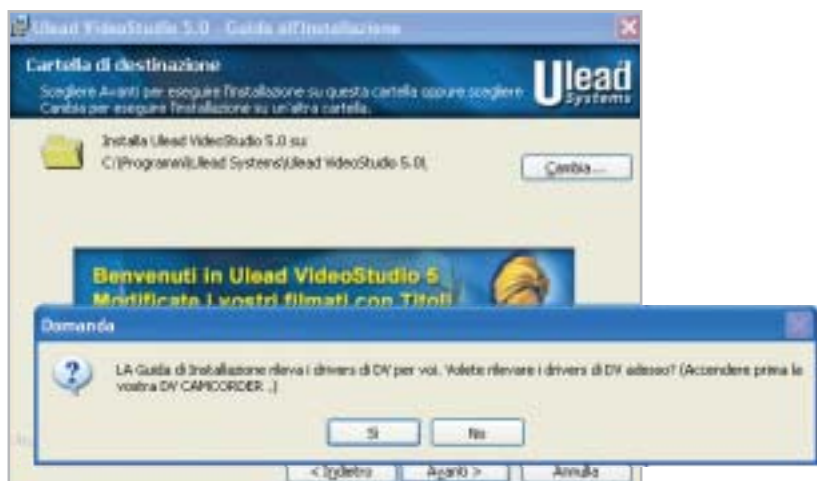 Ulead VideoStudio 5.0 - Guida all'Installazione
Cartella di destinazione
Scegliere Avanti per eseguire l'installazione su questa cartella oppure scegliere
Cambia per eseguire l'installazione su un'altra cartella.
Ulead
Systems
Installa Ulead VideoStudio 5.0 su:
C:\Programmi\Ulead Systems\Ulead VideoStudio 5.0\
Cambia...
Benvenuti in Ulead VideoStudio 5
Modificate i vostri filmati con Titoli
Domanda
LA Guida di Installazione rileva i drivers di DV per voi. Volete rilevare i drivers di DV adesso? (Accendere prima la
vostra DV CAMCORDER ..)
Sì
No
< Indietro
Avanti >
Annulla